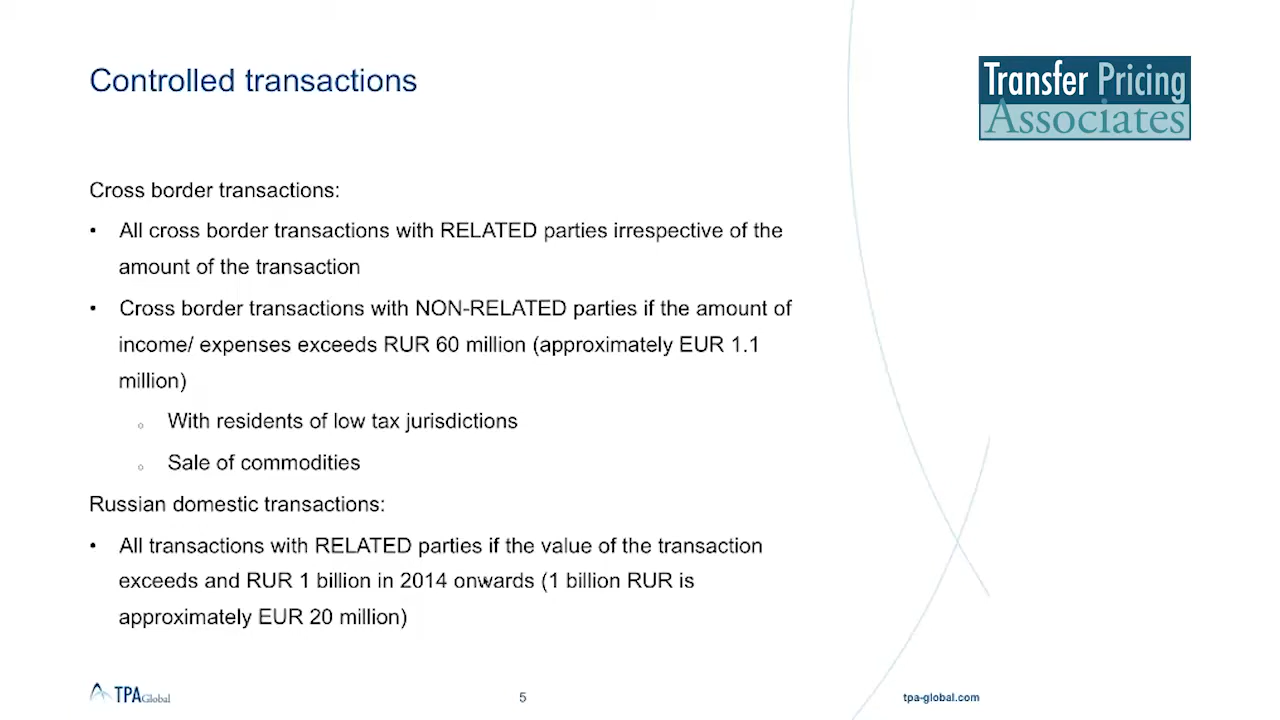 Controlled transactions
Transfer Pricing
Associates
Cross border transactions:
• All cross border transactions with RELATED parties irrespective of the
amount of the transaction
• Cross border transactions with NON-RELATED parties if the amount of
income/ expenses exceeds RUR 60 million (approximately EUR 1.1
million)
o With residents of low tax jurisdictions
o Sale of commodities
Russian domestic transactions:
• All transactions with RELATED parties if the value of the transaction
exceeds and RUR 1 billion in 2014 onwards (1 billion RUR is
approximately EUR 20 million)
TPA Global
5
tpa-global.com